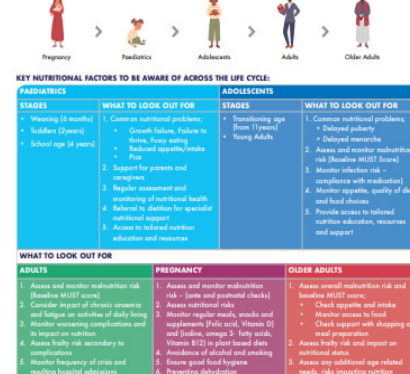 Pregnancy
Paediatrics
Adolescents
Adults
Older Adults
KEY NUTRITIONAL FACTORS TO BE AWARE OF ACROSS THE LIFE CYCLE:
PAEDIATRICS
STAGES
• Weaning (6 months)
• Toddlers (2years)
• School age (4 years)
WHAT TO LOOK OUT FOR
1. Common nutritional problems;
• Growth failure, Failure to
thrive, Fussy eating
• Reduced appetite/intake
• Pica
2. Support for parents and
caregivers
3. Regular assessment and
monitoring of nutritional health
4. Referral to dietitian for specialist
nutritional support
5. Access to tailored nutrition
education and resources
ADOLESCENTS
STAGES
• Transitioning age
(from 11years)
• Young Adults
WHAT TO LOOK OUT FOR
1. Common nutritional problems;
• Delayed puberty
• Delayed menarche
2. Assess and monitor malnutrition
risk (Baseline MUST Score)
3. Monitor infection risk –
compliance with medication)
4. Monitor appetite, quality of die
and food choices
5. Provide access to tailored
nutrition education, resources
and support
WHAT TO LOOK OUT FOR
ADULTS
1. Assess and monitor malnutrition risk
(Baseline MUST score)
2. Consider impact of chronic anaemia
and fatigue on activities of daily living
3. Monitor worsening complications and
its impact on nutrition
4. Assess frailty risk secondary to
complications
5. Monitor frequency of crisis and
resulting hospital admissions
PREGNANCY
1. Assess and monitor malnutrition
risk – (ante and postnatal checks)
2. Assess nutritional risks
3. Monitor regular meals, snacks and
supplements (Folic acid, Vitamin D)
and (iodine, omega 3- fatty acids,
Vitamin B12) in plant based diets
4. Avoidance of alcohol and smoking
5. Ensure good food hygiene
6. Preventing dehydration
OLDER ADULTS
1. Assess overall malnutrition risk and
baseline MUST score;
• Check appetite and intake
• Monitor access to food
• Check support with shopping o
meal preparation
2. Assess frailty risk and impact on
nutritional status
3. Assess any additional age related
needs, risks impacting nutrition